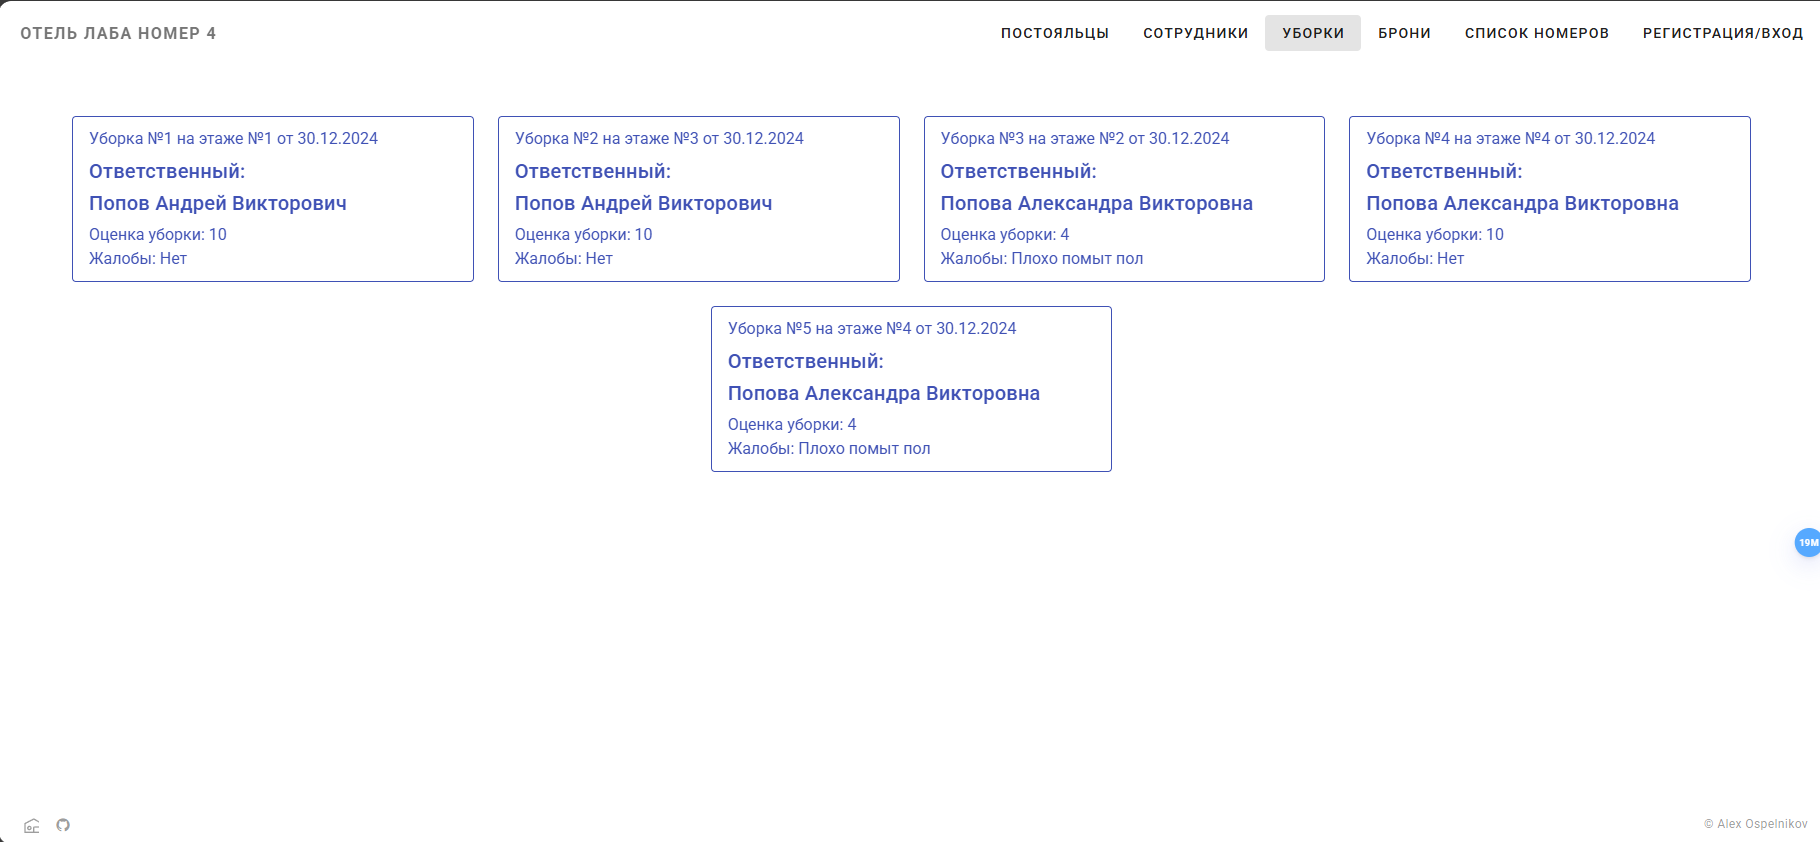 ОТЕЛЬ ЛАБА НОМЕР 4
ПОСТОЯЛЬЦЫ
СОТРУДНИКИ
УБОРКИ
БРОНИ
СПИСОК НОМЕРОВ
РЕГИСТРАЦИЯ/ВХОД
Уборка №1 на этаже №1 от 30.12.2024
Ответственный:
Попов Андрей Викторович
Оценка уборки: 10
Жалобы: Нет
Уборка №2 на этаже №3 от 30.12.2024
Ответственный:
Попов Андрей Викторович
Оценка уборки: 10
Жалобы: Нет
Уборка №3 на этаже №2 от 30.12.2024
Ответственный:
Попова Александра Викторовна
Оценка уборки: 4
Жалобы: Плохо помыт пол
Уборка №4 на этаже №4 от 30.12.2024
Ответственный:
Попова Александра Викторовна
Оценка уборки: 10
Жалобы: Нет
Уборка №5 на этаже №4 от 30.12.2024
Ответственный:
Попова Александра Викторовна
Оценка уборки: 4
Жалобы: Плохо помыт пол
19M
© Alex Ospelnikov